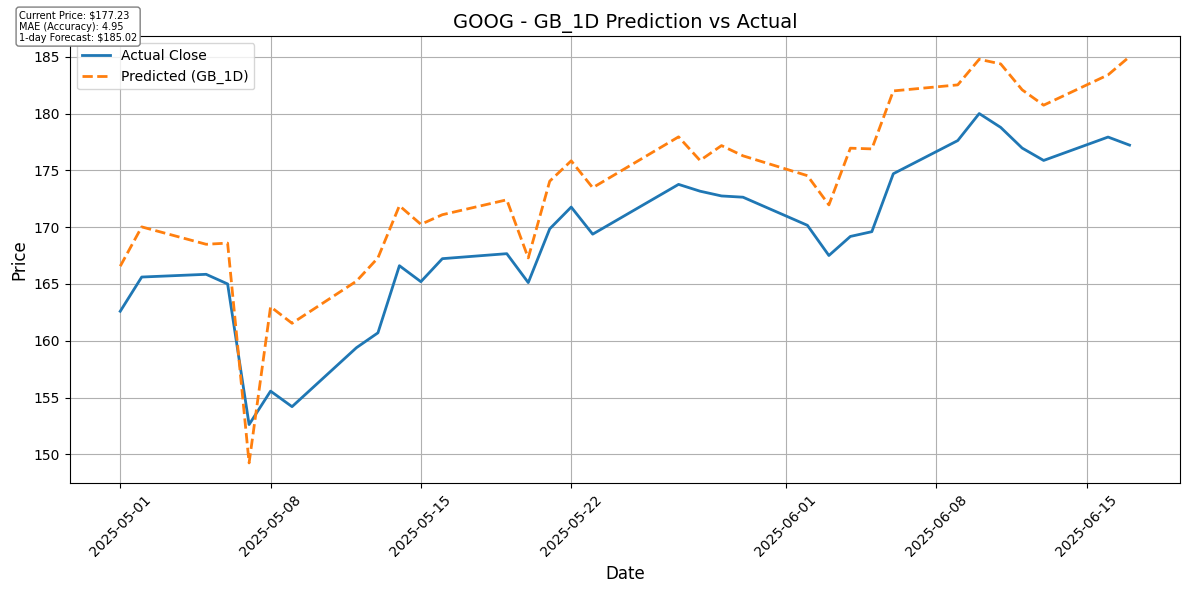 GOOG - GB_1D Prediction vs Actual
Current Price: $177.23
MAE (Accuracy): 4.95
1-day Forecast: $185.02
Actual Close
Predicted (GB_1D)
Price
185
180
175
170
165
160
155
150
2025-05-01
2025-05-08
2025-05-15
2025-05-22
2025-06-01
2025-06-08
2025-06-15
Date